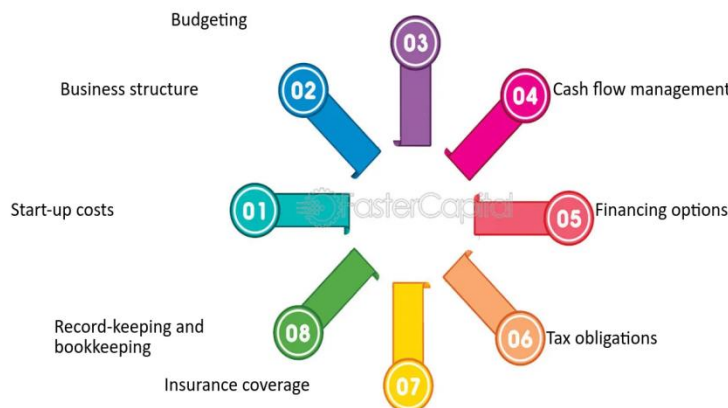 Budgeting
03
Business structure
02
04
Cash flow management
Start-up costs
01
FasterCapital
05
Financing options
Record-keeping and
bookkeeping
08
06
Tax obligations
Insurance coverage
07